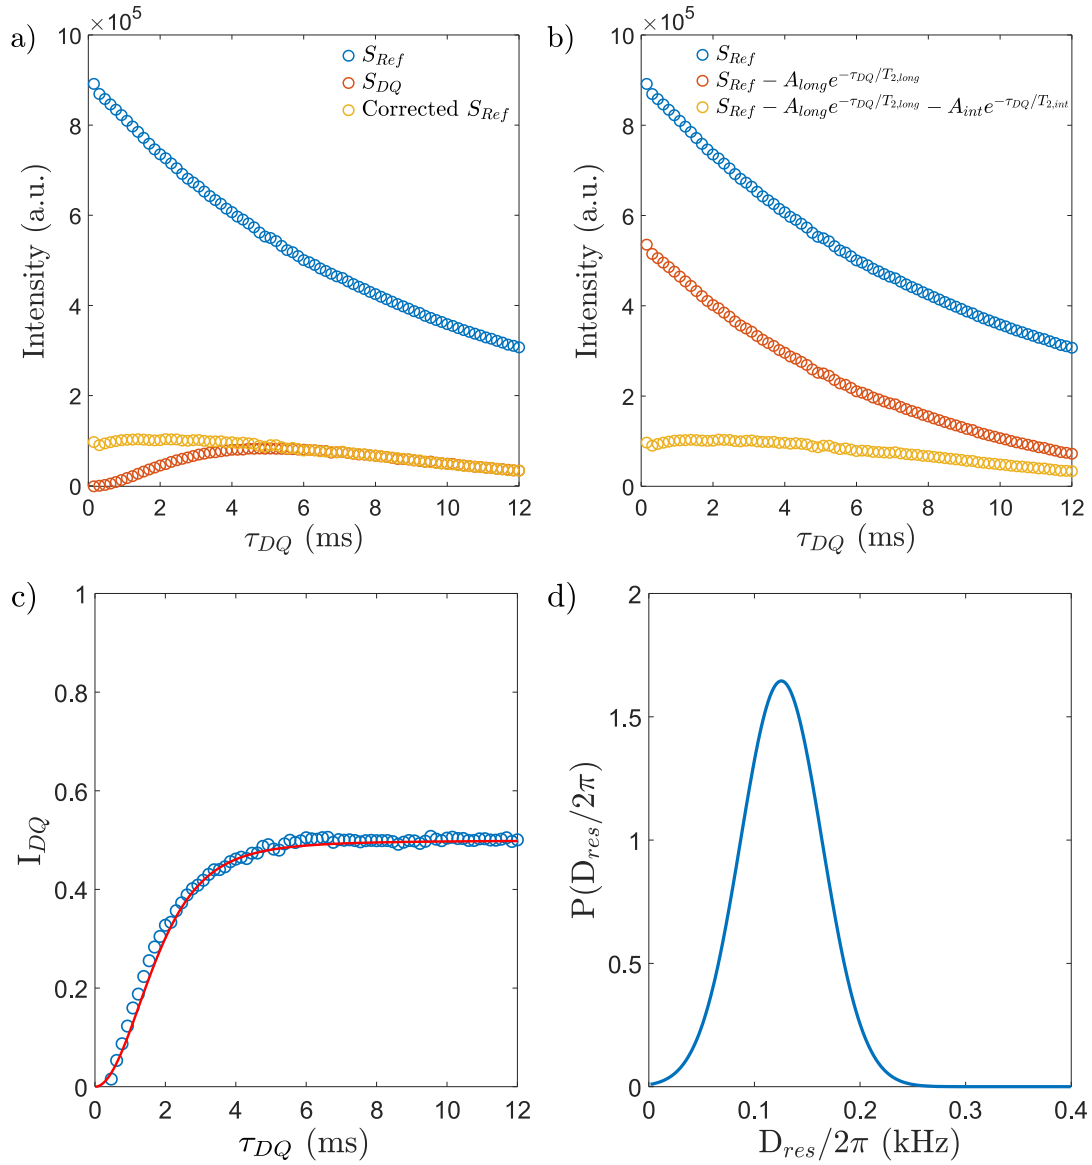 a)
×10⁵
S_Ref
S_DQ
Corrected S_Ref
Intensity (a.u.)
10
8
6
4
2
0
0 2 4 6 8 10 12
τ_DQ (ms)
b)
×10⁵
S_Ref
S_Ref − A_long e^{−τ_DQ/T_2,long}
S_Ref − A_long e^{−τ_DQ/T_2,long} − A_int e^{−τ_DQ/T_2,int}
Intensity (a.u.)
10
8
6
4
2
0
0 2 4 6 8 10 12
τ_DQ (ms)
c)
I_DQ
1
0.8
0.6
0.4
0.2
0
0 2 4 6 8 10 12
τ_DQ (ms)
d)
P(D_res/2π)
2
1.5
1
0.5
0
0 0.1 0.2 0.3 0.4
D_res/2π (kHz)